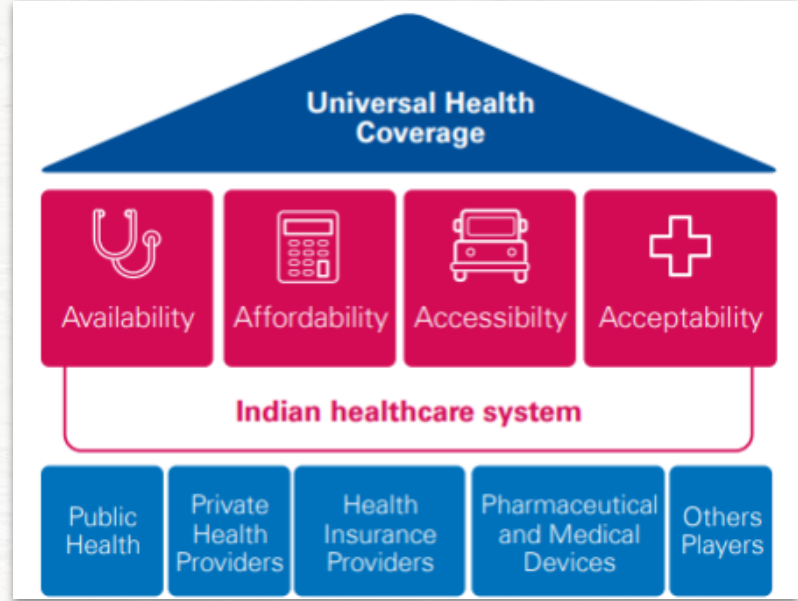 Universal Health
Coverage
Availability
Affordability
Accessibilty
Acceptability
Indian healthcare system
Public
Health
Private
Health
Providers
Health
Insurance
Providers
Pharmaceutical
and Medical
Devices
Others
Players